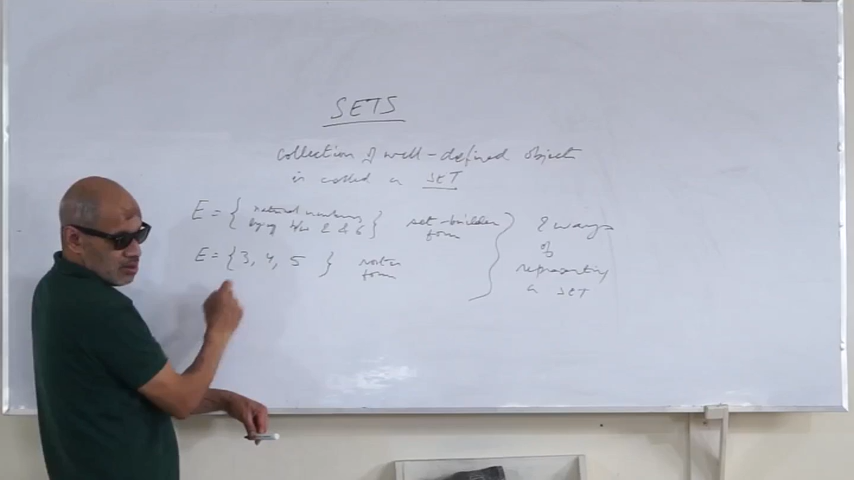 SETS
collection of well-defined objects
is called a SET
E = { natural numbers
lying b/w 2 & 6 } set-builder
form
E = {3, 4, 5 } roster
form
2 ways
of
representing
a SET